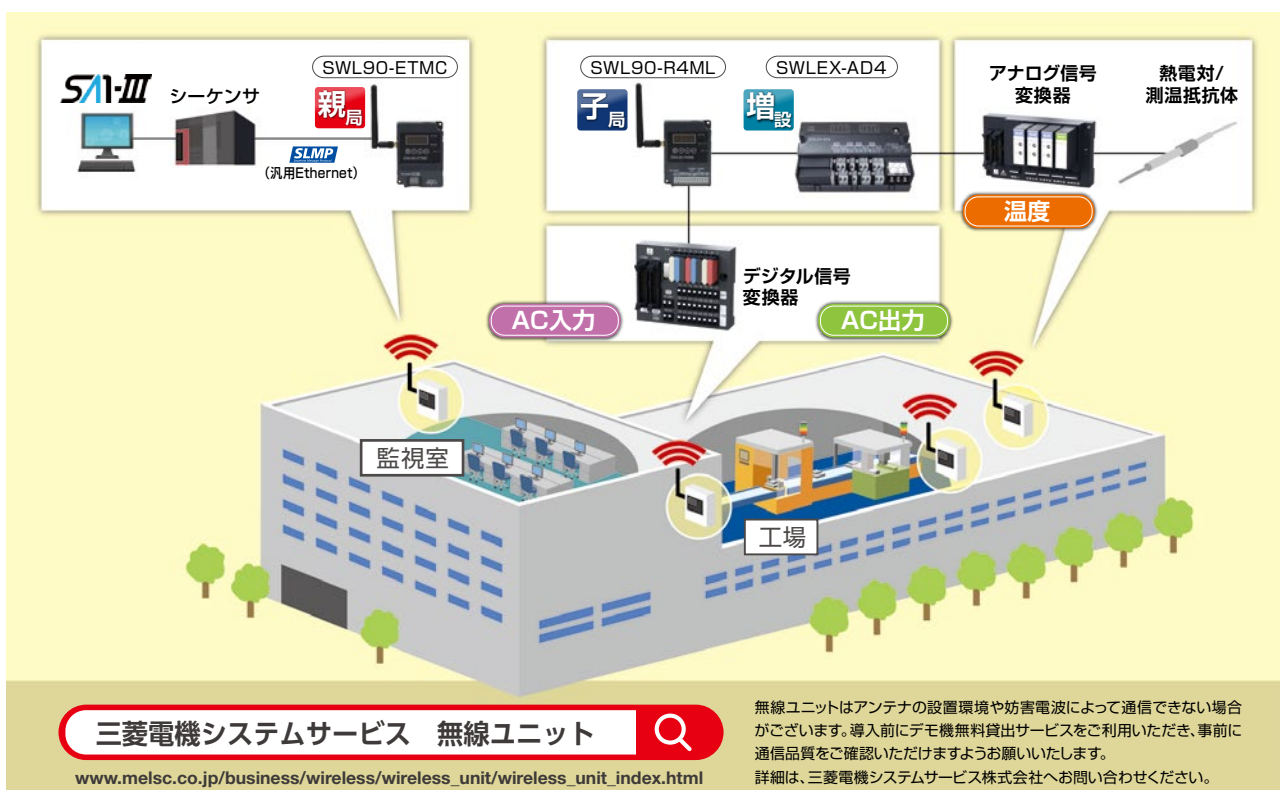 SA1-III
シーケンサ
SLMP
(汎用Ethernet)
SWL90-ETMC
親局
SWL90-R4ML
子局
SWLEX-AD4
増設
アナログ信号
変換器
熱電対/
測温抵抗体
温度
デジタル信号
変換器
AC入力
AC出力
監視室
工場
三菱電機システムサービス 無線ユニット
www.melsc.co.jp/business/wireless/wireless_unit/wireless_unit_index.html
無線ユニットはアンテナの設置環境や妨害電波によって通信できない場合
がございます。導入前にデモ機無料貸出サービスをご利用いただき、事前に
通信品質をご確認いただけますようお願いいたします。
詳細は、三菱電機システムサービス株式会社へお問い合わせください。